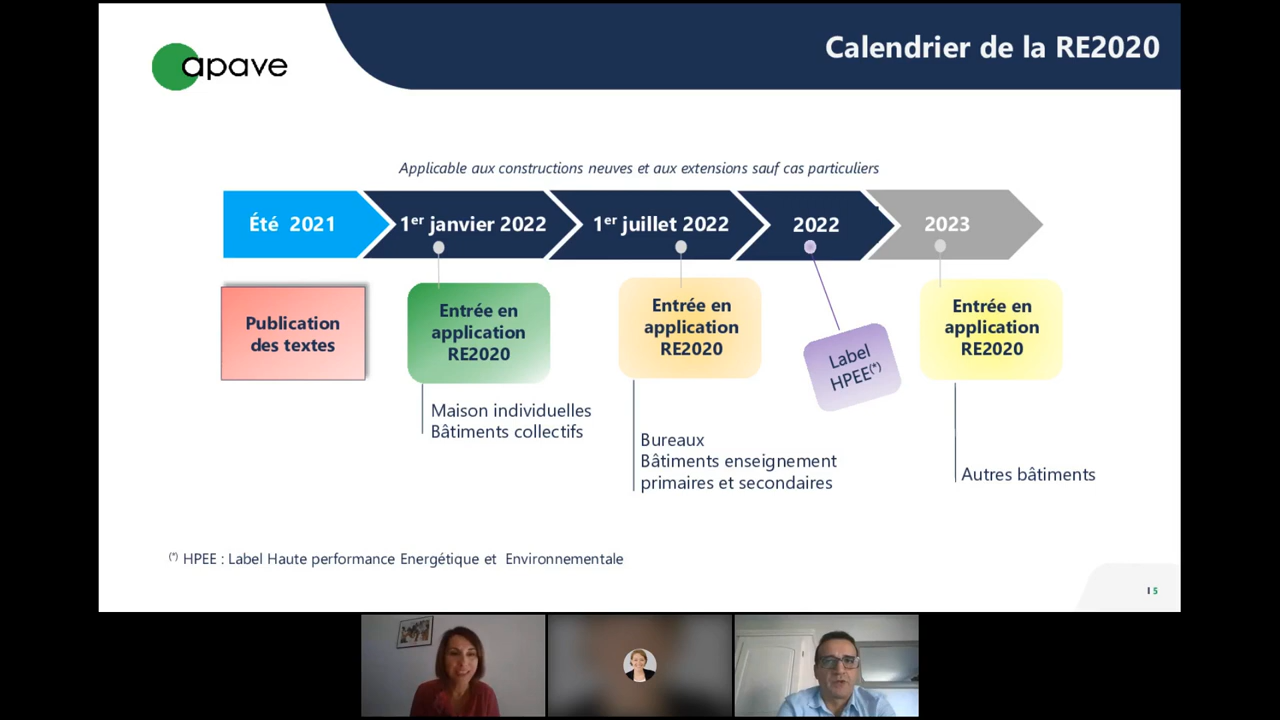 apave
Calendrier de la RE2020
Applicable aux constructions neuves et aux extensions sauf cas particuliers
Été 2021
1er janvier 2022
1er juillet 2022
2022
2023
Publication
des textes
Entrée en
application
RE2020
Maison individuelles
Bâtiments collectifs
Entrée en
application
RE2020
Bureaux
Bâtiments enseignement
primaires et secondaires
Label
HPEE(*)
Entrée en
application
RE2020
Autres bâtiments
(*) HPEE : Label Haute performance Energétique et Environnementale
I 5